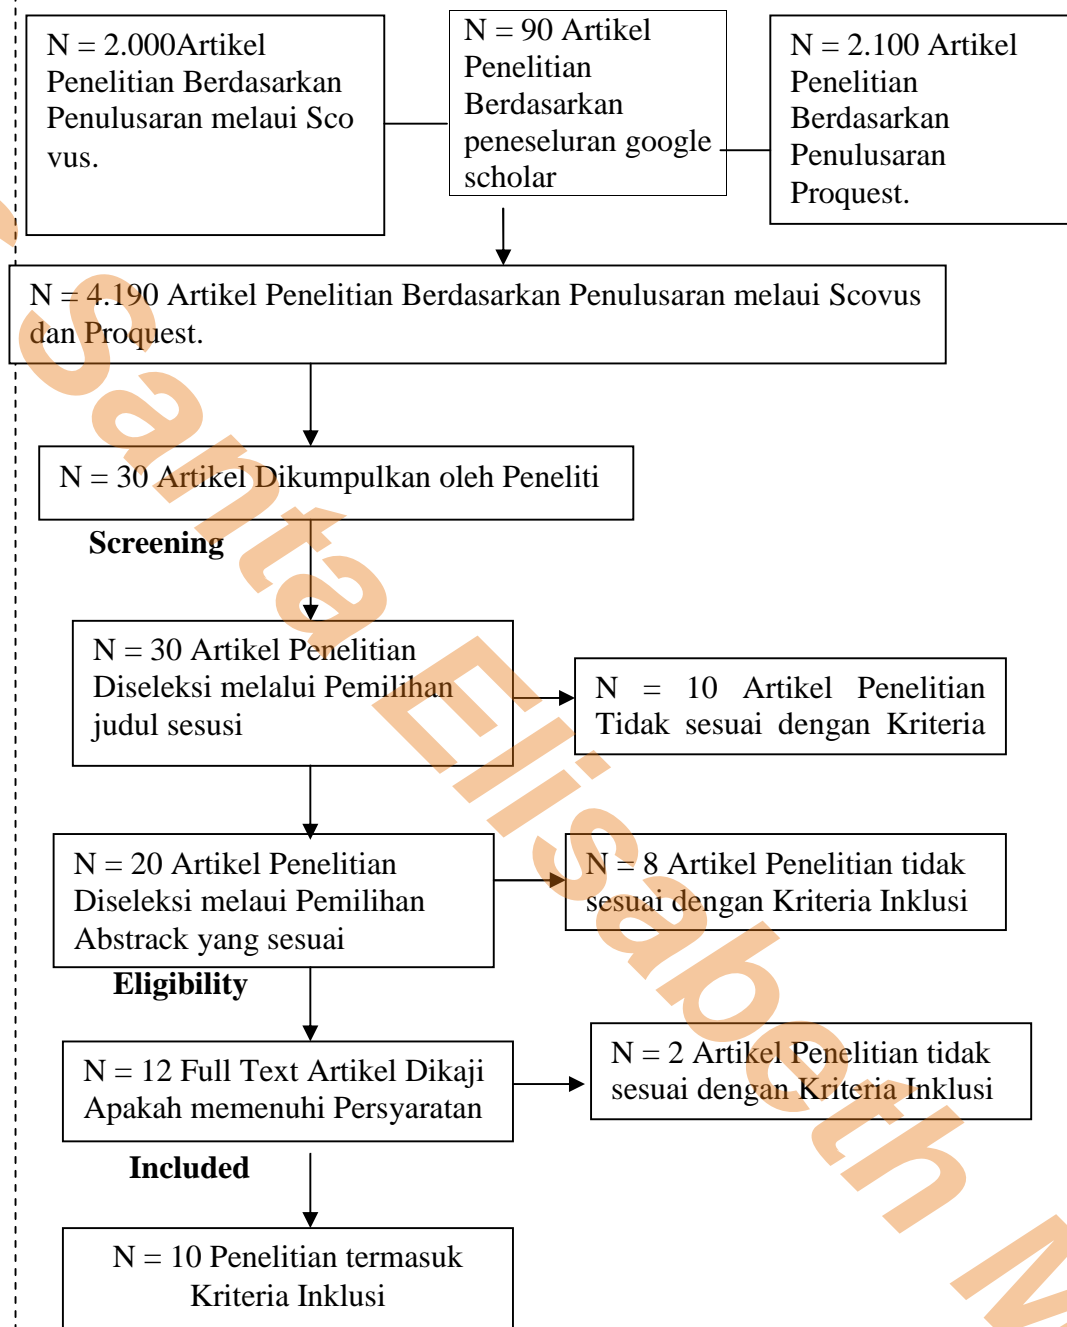 N = 2.000Artikel
Penelitian Berdasarkan
Penulusaran melaui Sco
vus.
N = 90 Artikel
Penelitian
Berdasarkan
peneseluran google
scholar
N = 2.100 Artikel
Penelitian
Berdasarkan
Penulusaran
Proquest.
N = 4.190 Artikel Penelitian Berdasarkan Penulusaran melaui Scovus
dan Proquest.
N = 30 Artikel Dikumpulkan oleh Peneliti
Screening
N = 30 Artikel Penelitian
Diseleksi melalui Pemilihan
judul sesusi
N = 10 Artikel Penelitian
Tidak sesuai dengan Kriteria
N = 20 Artikel Penelitian
Diseleksi melaui Pemilihan
Abstrack yang sesuai
N = 8 Artikel Penelitian tidak
sesuai dengan Kriteria Inklusi
Eligibility
N = 12 Full Text Artikel Dikaji
Apakah memenuhi Persyaratan
N = 2 Artikel Penelitian tidak
sesuai dengan Kriteria Inklusi
Included
N = 10 Penelitian termasuk
Kriteria Inklusi
Santa Elisabeth M